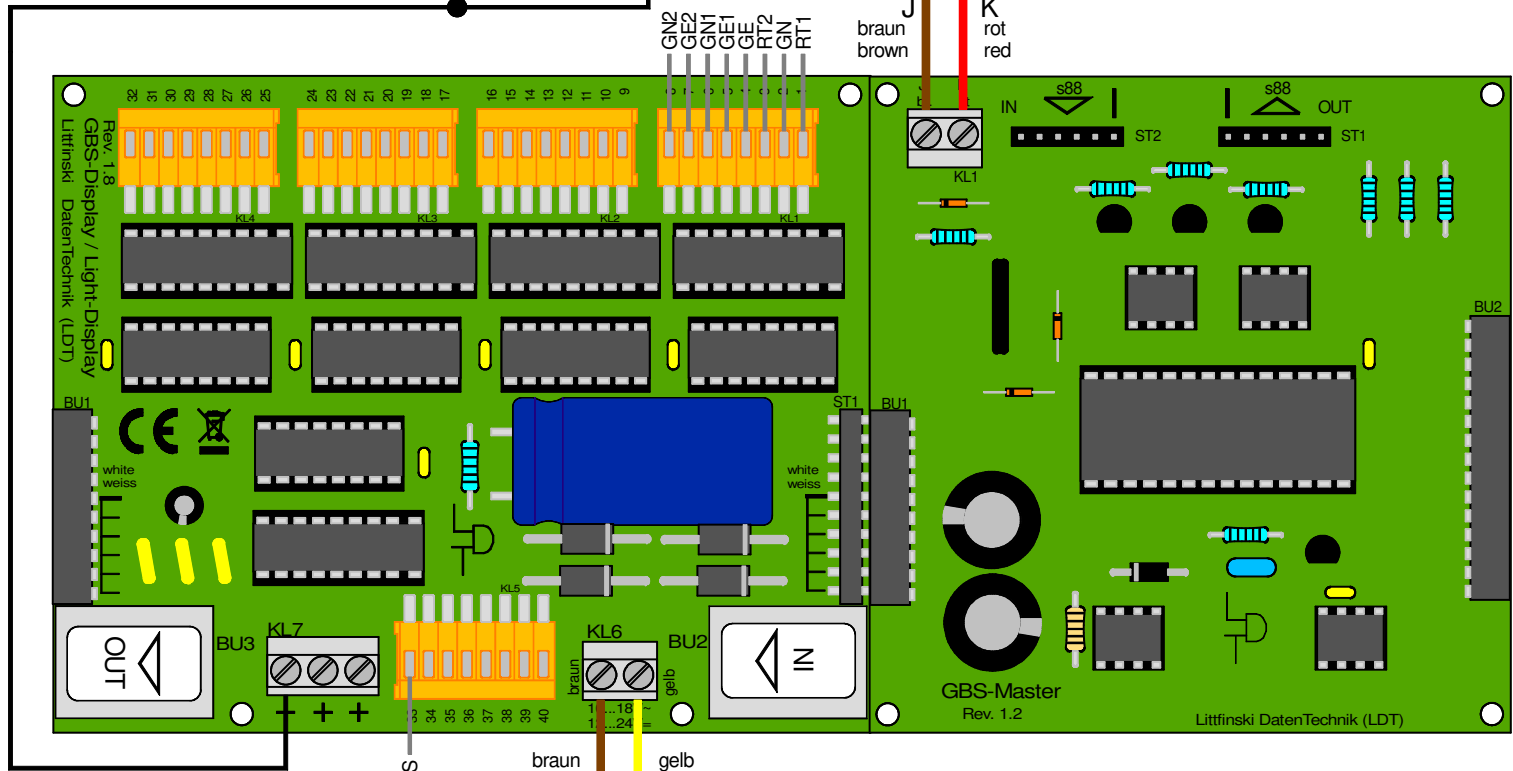 GN2 GE2 GN1 GE1 GE RT2 GN RT1
J K
braun rot
brown red
32 31 30 29 28 27 26 25
24 23 22 21 20 19 18 17
16 15 14 13 12 11 10 9
Rev. 1.8
GBS-Display / Light-Display
Littfinski DatenTechnik (LDT)
KL4 KL3 KL2 KL1
IN s88 s88 OUT
ST2 ST1
KL1
BU1
CE
white
weiss
white
weiss
ST1
BU1
BU2
KL5
OUT
BU3
KL7
+ + +
34 35 36 37 38 39 40
S
KL6
braun
gelb
BU2
IN
braun gelb
GBS-Master
Rev. 1.2
Littfinski DatenTechnik (LDT)